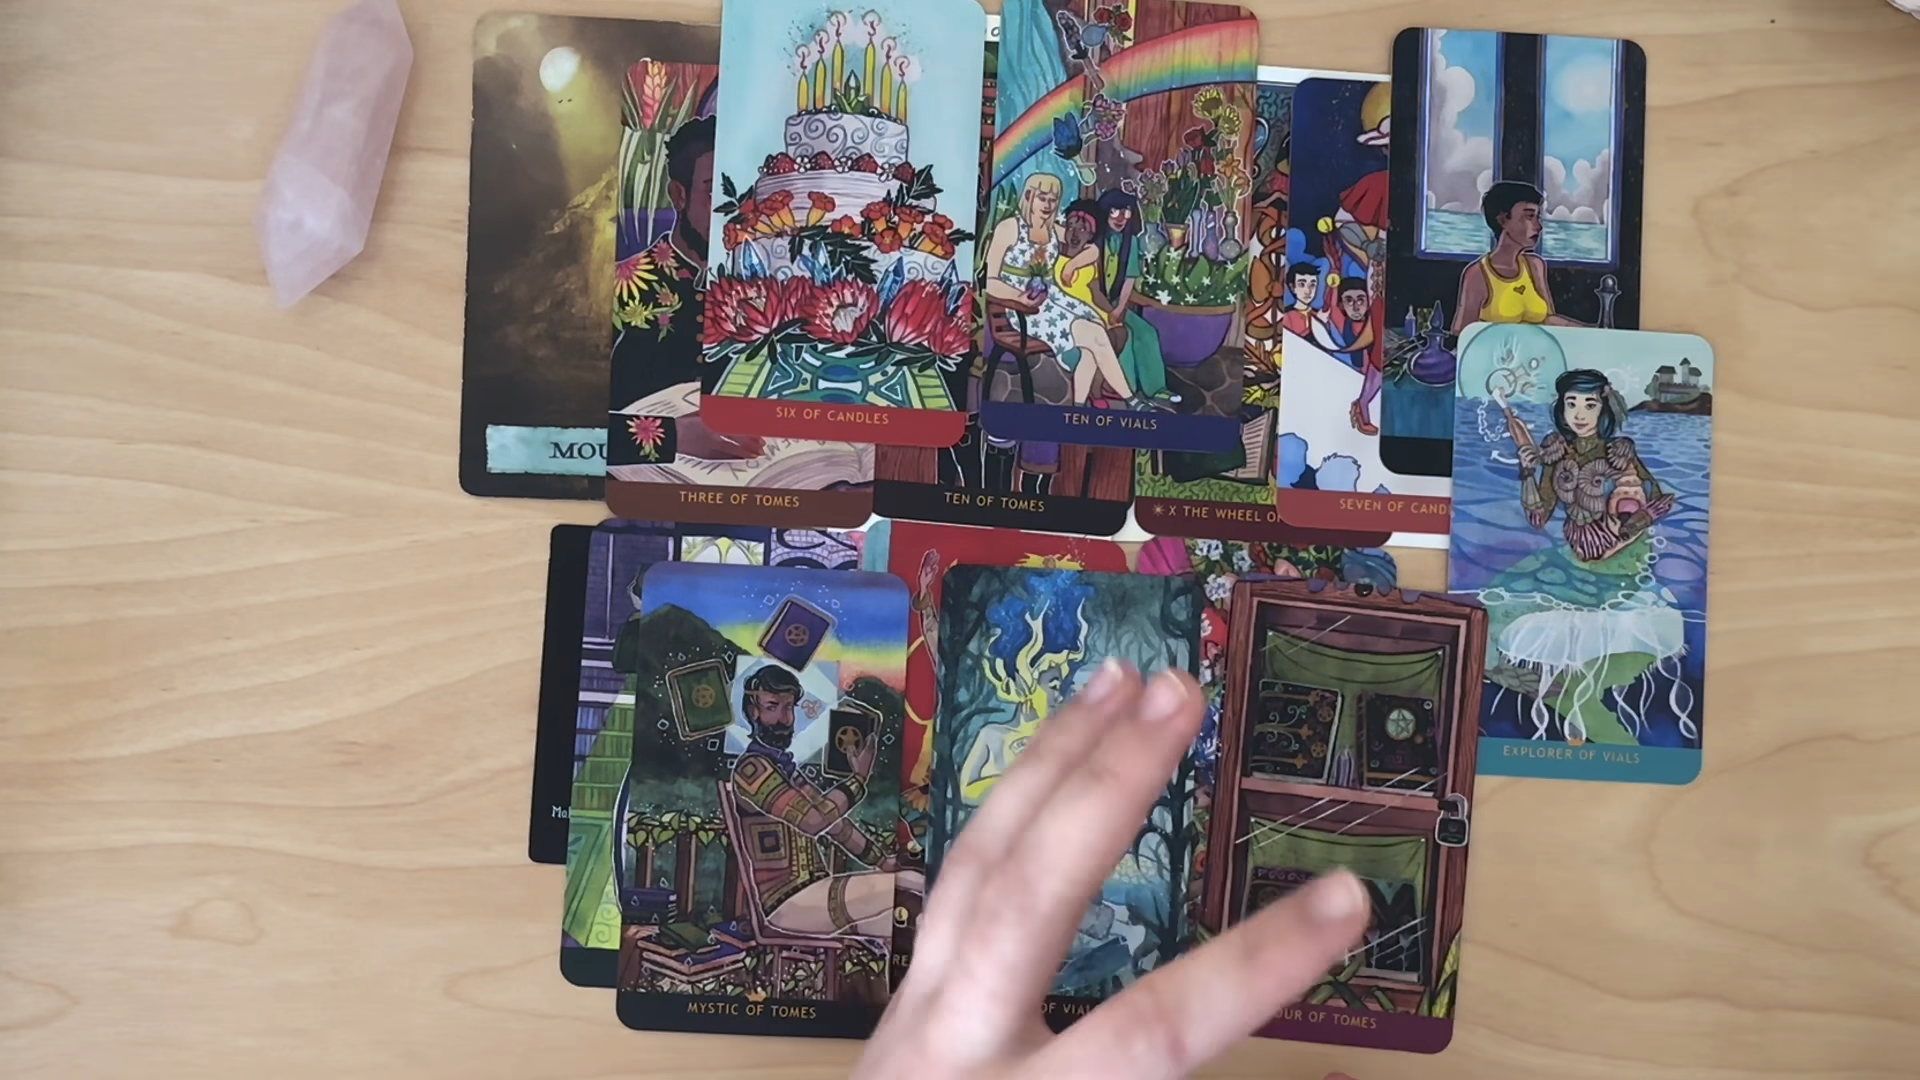 SIX OF CANDLES
TEN OF VIALS
MOU
THREE OF TOMES
TEN OF TOMES
X THE WHEEL O
SEVEN OF CAND
EXPLORER OF VIALS
MYSTIC OF TOMES
OF VIAL
OUR OF TOMES